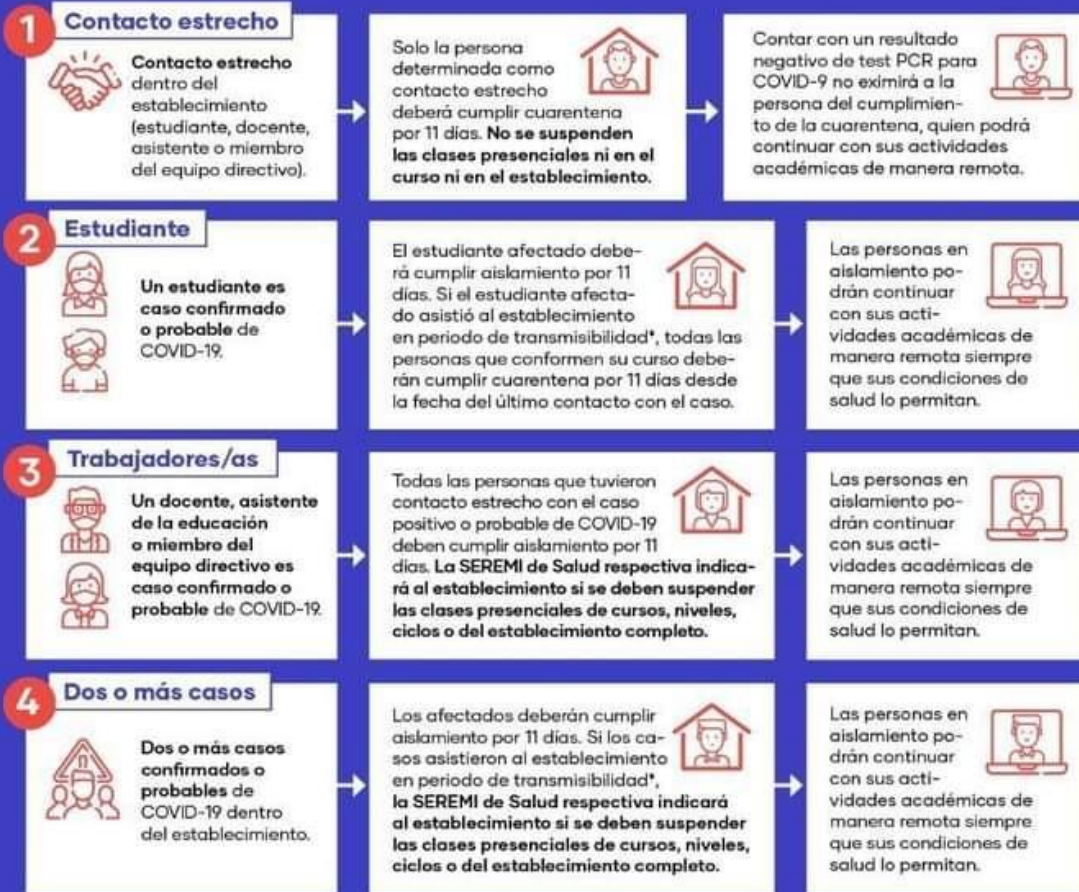 1
Contacto estrecho
Contacto estrecho
dentro del
establecimiento
(estudiante, docente,
asistente o miembro
del equipo directivo).
Solo la persona
determinada como
contacto estrecho
deberá cumplir cuarentena
por 11 días. No se suspenden
las clases presenciales ni en el
curso ni en el establecimiento.
Contar con un resultado
negativo de test PCR para
COVID-9 no eximirá a la
persona del cumplimien-
to de la cuarentena, quien podrá
continuar con sus actividades
académicas de manera remota.
2
Estudiante
Un estudiante es
caso confirmado
o probable de
COVID-19.
El estudiante afectado debe-
rá cumplir aislamiento por 11
días. Si el estudiante afecta-
do asistió al establecimiento
en periodo de transmisibilidad*, todas las
personas que conformen su curso debe-
rán cumplir cuarentena por 11 días desde
la fecha del último contacto con el caso.
Las personas en
aislamiento po-
drán continuar
con sus acti-
vidades académicas de
manera remota siempre
que sus condiciones de
salud lo permitan.
3
Trabajadores/as
Un docente, asistente
de la educación
o miembro del
equipo directivo es
caso confirmado o
probable de COVID-19.
Todas las personas que tuvieron
contacto estrecho con el caso
positivo o probable de COVID-19
deben cumplir aislamiento por 11
días. La SEREMI de Salud respectiva indica-
rá al establecimiento si se deben suspender
las clases presenciales de cursos, niveles,
ciclos o del establecimiento completo.
Las personas en
aislamiento po-
drán continuar
con sus acti-
vidades académicas de
manera remota siempre
que sus condiciones de
salud lo permitan.
4
Dos o más casos
Dos o más casos
confirmados o
probables de
COVID-19 dentro
del establecimiento.
Los afectados deberán cumplir
aislamiento por 11 días. Si los ca-
sos asistieron al establecimiento
en periodo de transmisibilidad*,
la SEREMI de Salud respectiva indicará
al establecimiento si se deben suspender
las clases presenciales de cursos, niveles,
ciclos o del establecimiento completo.
Las personas en
aislamiento po-
drán continuar
con sus acti-
vidades académicas de
manera remota siempre
que sus condiciones de
salud lo permitan.